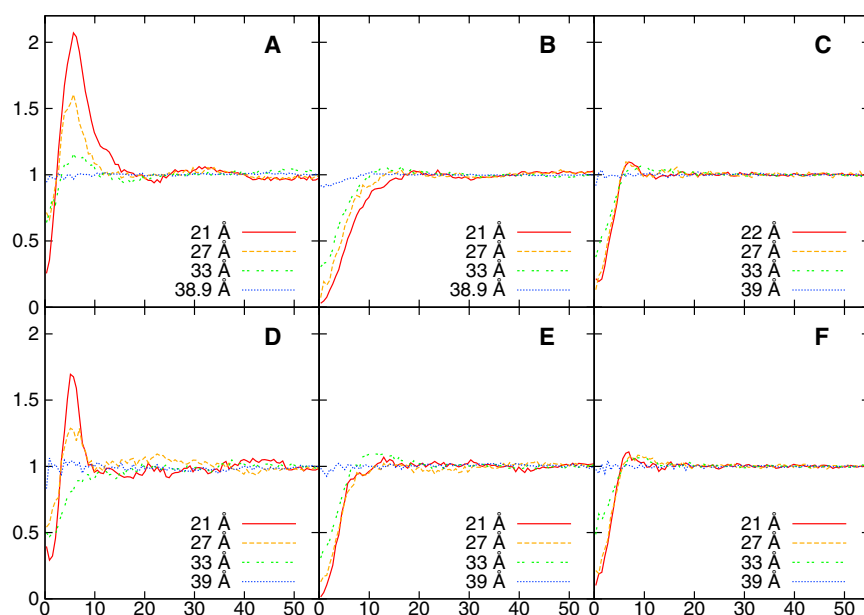 A
B
C
2
1.5
1
0.5
0
21 Å
27 Å
33 Å
38.9 Å
21 Å
27 Å
33 Å
38.9 Å
22 Å
27 Å
33 Å
39 Å
D
E
F
2
1.5
1
0.5
0
21 Å
27 Å
33 Å
39 Å
21 Å
27 Å
33 Å
39 Å
21 Å
27 Å
33 Å
39 Å
0 10 20 30 40 50
0 10 20 30 40 50
0 10 20 30 40 50